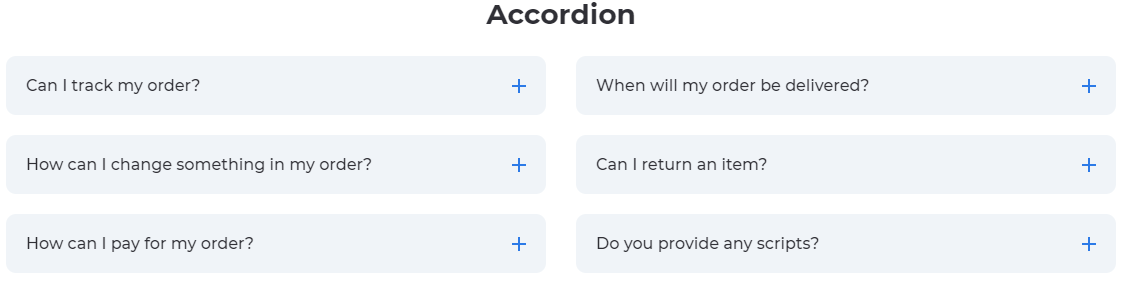 Accordion
Can I track my order?
When will my order be delivered?
How can I change something in my order?
Can I return an item?
How can I pay for my order?
Do you provide any scripts?